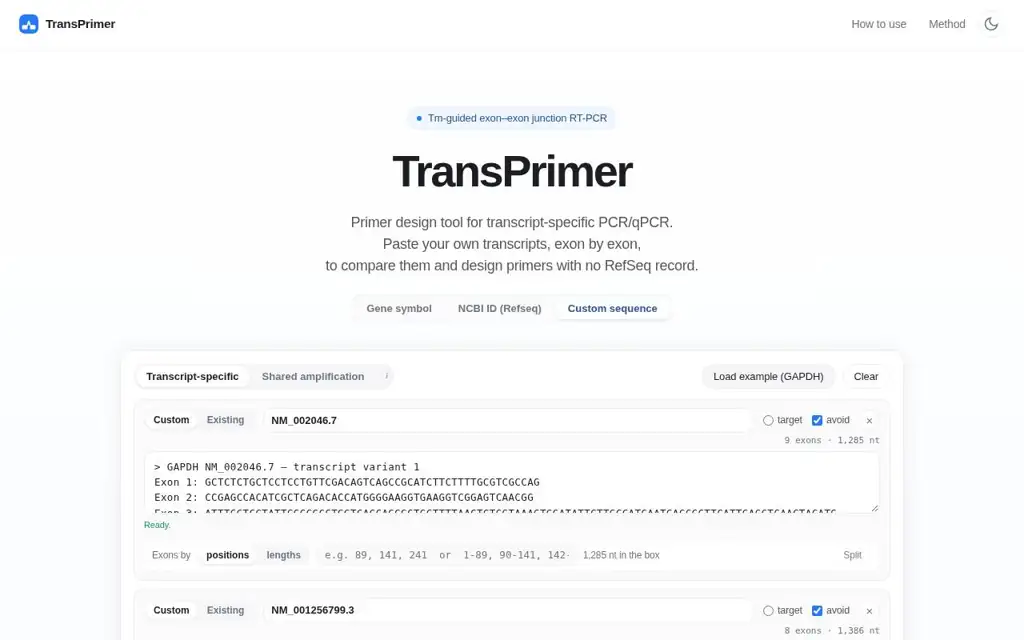 TransPrimer
How to use
Method
Tm-guided exon–exon junction RT-PCR
TransPrimer
Primer design tool for transcript-specific PCR/qPCR.
Paste your own transcripts, exon by exon,
to compare them and design primers with no RefSeq record.
Gene symbol
NCBI ID (Refseq)
Custom sequence
Transcript-specific
Shared amplification
i
Load example (GAPDH)
Clear
Custom
Existing
NM_002046.7
target
avoid
×
9 exons · 1,285 nt
> GAPDH NM_002046.7 — transcript variant 1
Exon 1: GCTCTCTGCTCCTCCTGTTCGACAGTCAGCCGCATCTTCTTTTGCGTCGCCAG
Exon 2: CCGAGCCACATCGCTCAGACACCATGGGGAAGGTGAAGGTCGGAGTCAACGG
Exon 3:
Ready.
Exons by
positions
lengths
e.g. 89, 141, 241 or 1-89, 90-141, 142-
1,285 nt in the box
Split
Custom
Existing
NM_001256799.3
target
avoid
×
8 exons · 1,386 nt